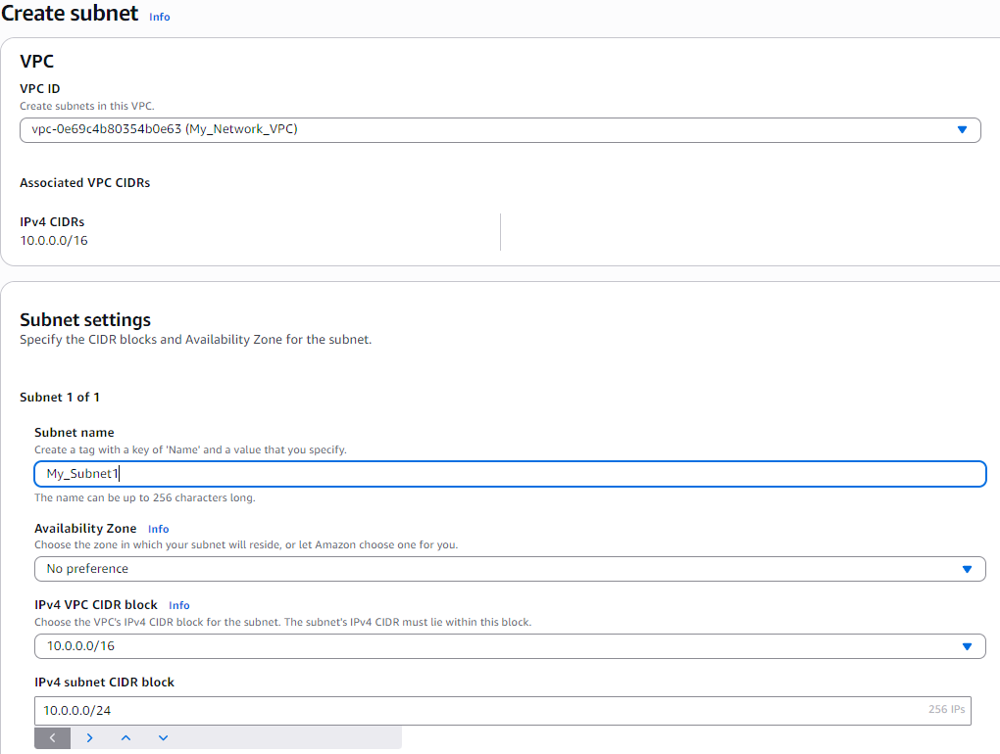 Create subnet Info
VPC
VPC ID
Create subnets in this VPC.
vpc-0e69c4b80354b0e63 (My_Network_VPC)
Associated VPC CIDRs
IPv4 CIDRs
10.0.0.0/16
Subnet settings
Specify the CIDR blocks and Availability Zone for the subnet.
Subnet 1 of 1
Subnet name
Create a tag with a key of 'Name' and a value that you specify.
My_Subnet1
The name can be up to 256 characters long.
Availability Zone Info
Choose the zone in which your subnet will reside, or let Amazon choose one for you.
No preference
IPv4 VPC CIDR block Info
Choose the VPC's IPv4 CIDR block for the subnet. The subnet's IPv4 CIDR must lie within this block.
10.0.0.0/16
IPv4 subnet CIDR block
10.0.0.0/24 256 IPs